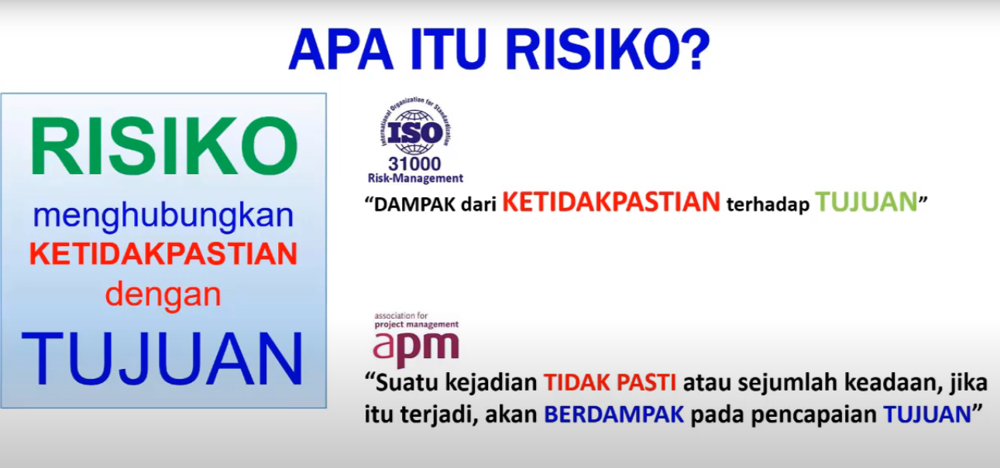 APA ITU RISIKO?
RISIKO
menghubungkan
KETIDAKPASTIAN
dengan
TUJUAN
International Organization for Standardization
ISO
31000
Risk-Management
“DAMPAK dari KETIDAKPASTIAN terhadap TUJUAN”
association for
project management
apm
“Suatu kejadian TIDAK PASTI atau sejumlah keadaan, jika
itu terjadi, akan BERDAMPAK pada pencapaian TUJUAN”